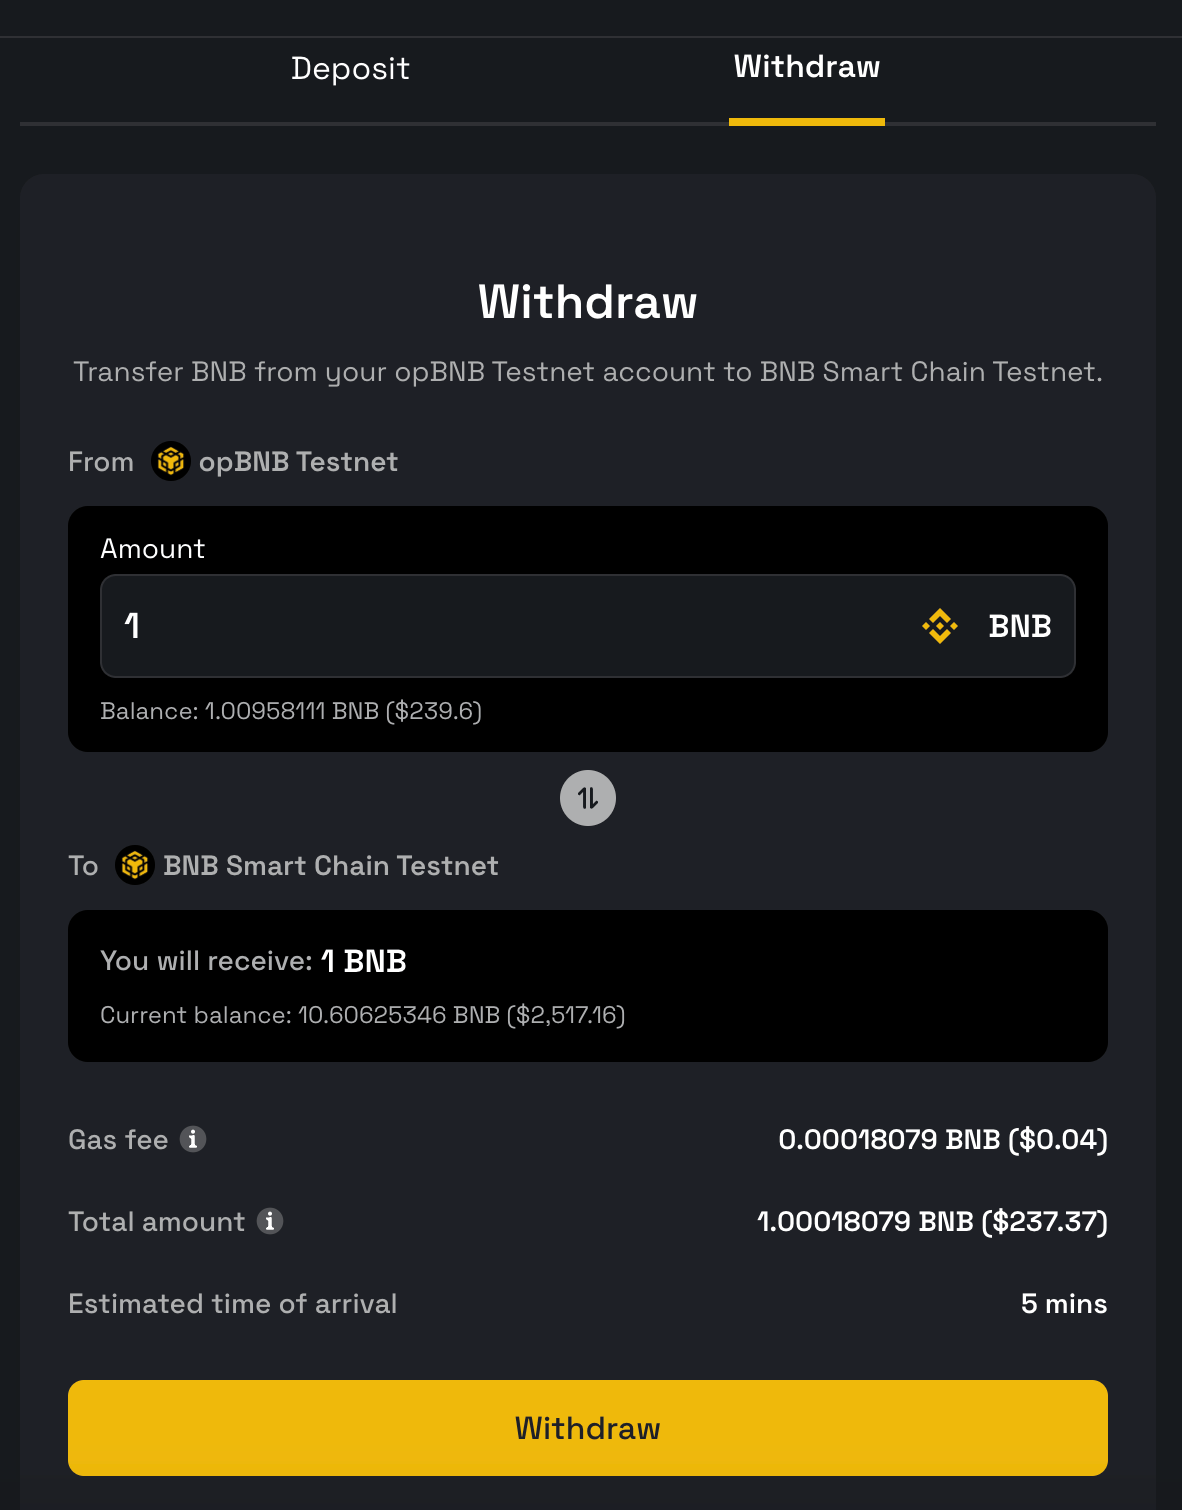 Deposit
Withdraw
Withdraw
Transfer BNB from your opBNB Testnet account to BNB Smart Chain Testnet.
From opBNB Testnet
Amount
1 BNB
Balance: 1.00958111 BNB ($239.6)
To BNB Smart Chain Testnet
You will receive: 1 BNB
Current balance: 10.60625346 BNB ($2,517.16)
Gas fee 0.00018079 BNB ($0.04)
Total amount 1.00018079 BNB ($237.37)
Estimated time of arrival 5 mins
Withdraw